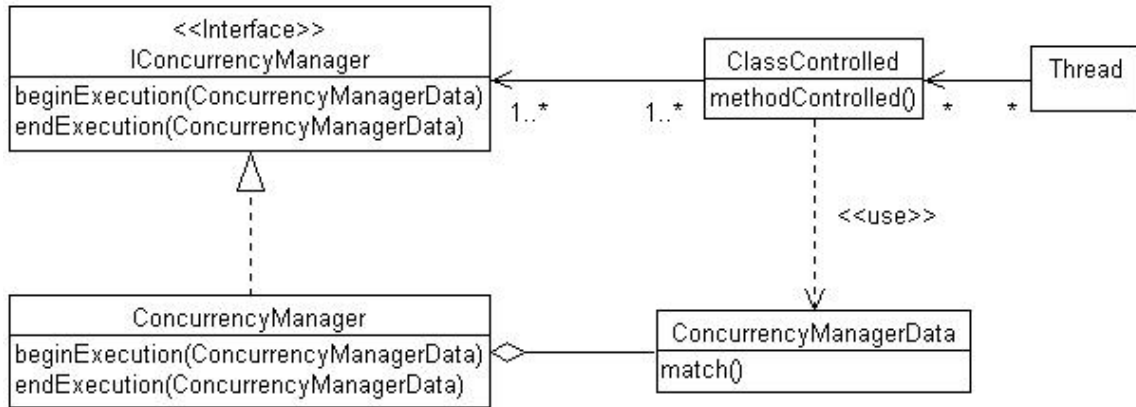 <<Interface>>
IConcurrencyManager
beginExecution(ConcurrencyManagerData)
endExecution(ConcurrencyManagerData)
1..*
1..*
ClassControlled
methodControlled()
*
*
Thread
<<use>>
ConcurrencyManager
beginExecution(ConcurrencyManagerData)
endExecution(ConcurrencyManagerData)
ConcurrencyManagerData
match()